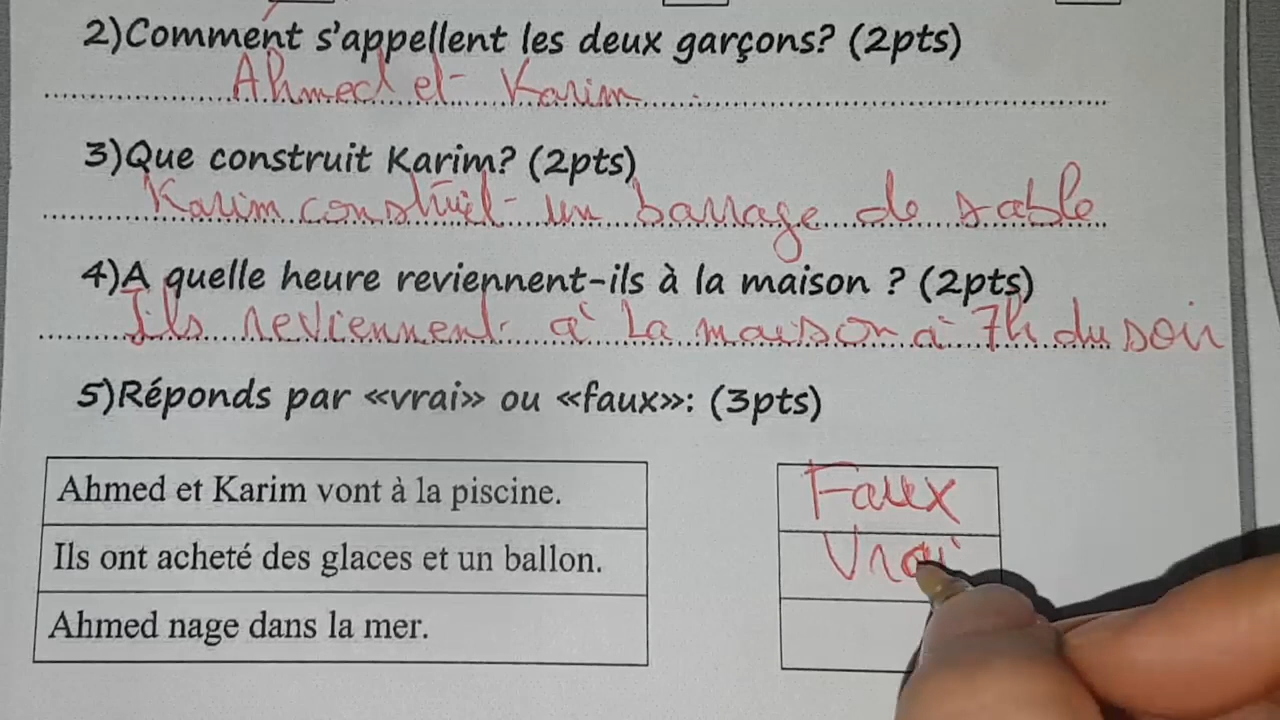 2)Comment s'appellent les deux garçons? (2pts)
Ahmed et Karim
3)Que construit Karim? (2pts)
Karim construit un barrage de sable
4)A quelle heure reviennent-ils à la maison ? (2pts)
Ils reviennent à la maison à 7h du soir
5)Réponds par «vrai» ou «faux»: (3pts)
Ahmed et Karim vont à la piscine. Faux
Ils ont acheté des glaces et un ballon. Vrai
Ahmed nage dans la mer.